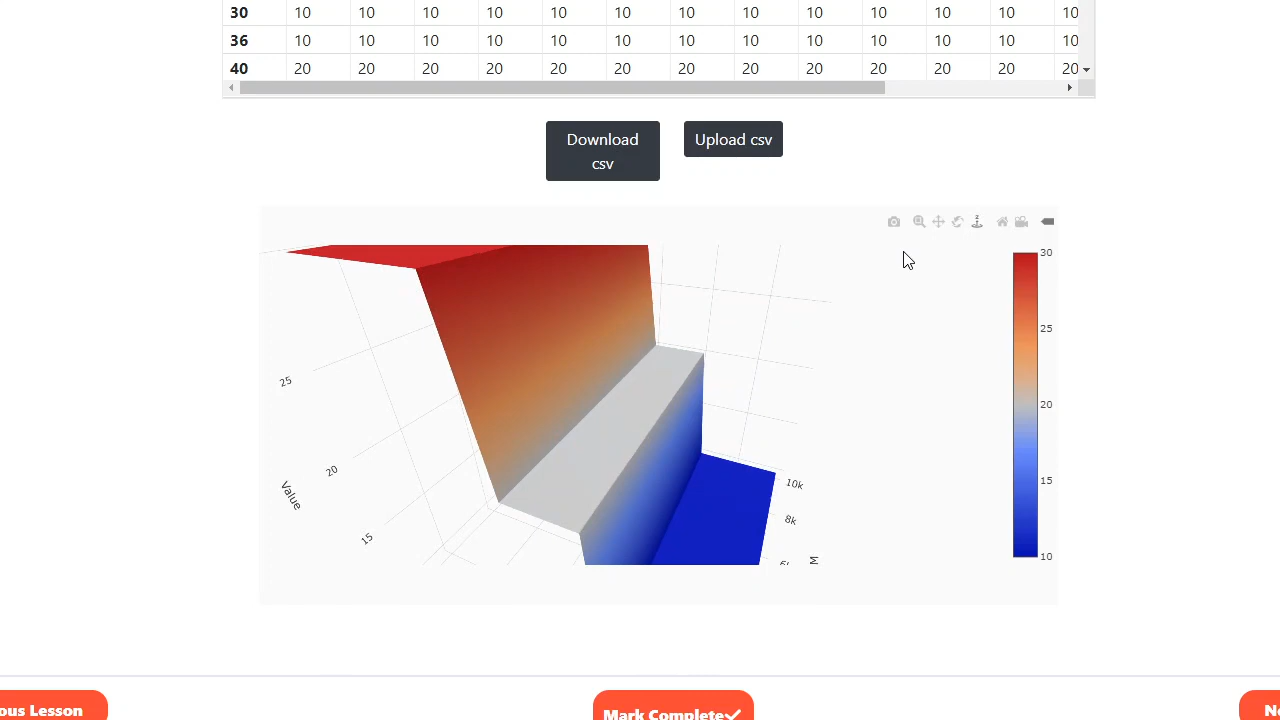 30 10 10 10 10 10 10 10 10 10 10 10 10 10
36 10 10 10 10 10 10 10 10 10 10 10 10 10
40 20 20 20 20 20 20 20 20 20 20 20 20 20
Download
csv
Upload csv
30
25
20
15
10
25
20
15
Value
10k
8k
M
ous Lesson
Mark Complete